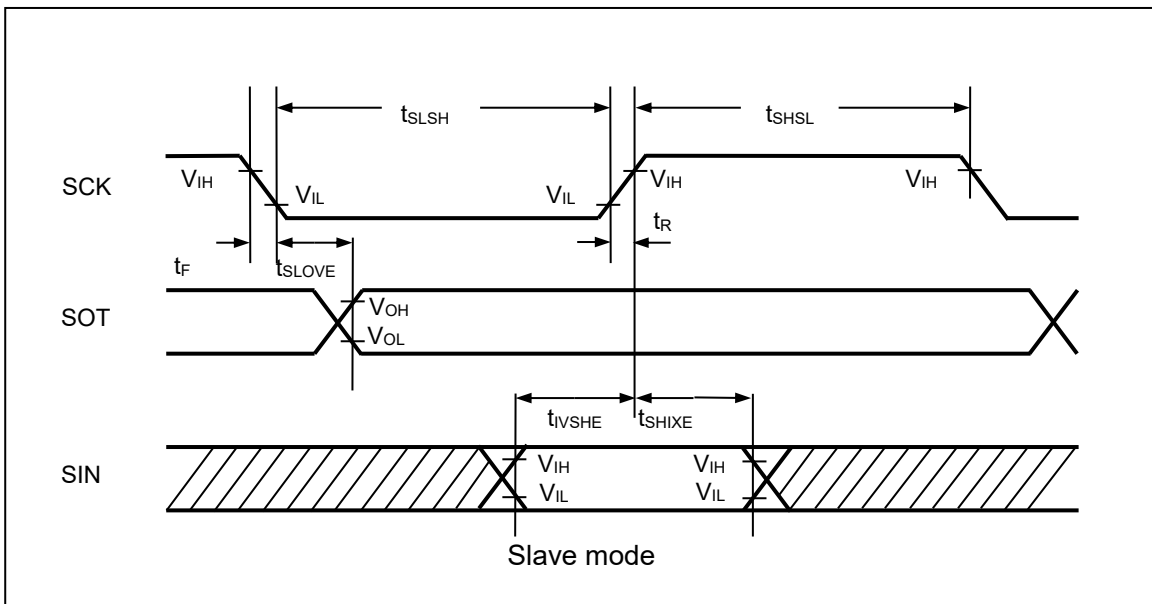 tSLSH
tSHSL
SCK
VIH
VIL
VIL
VIH
VIH
tR
tF
tSLOVE
SOT
VOH
VOL
tIVSHE
tSHIXE
SIN
VIH
VIH
VIL
VIL
Slave mode